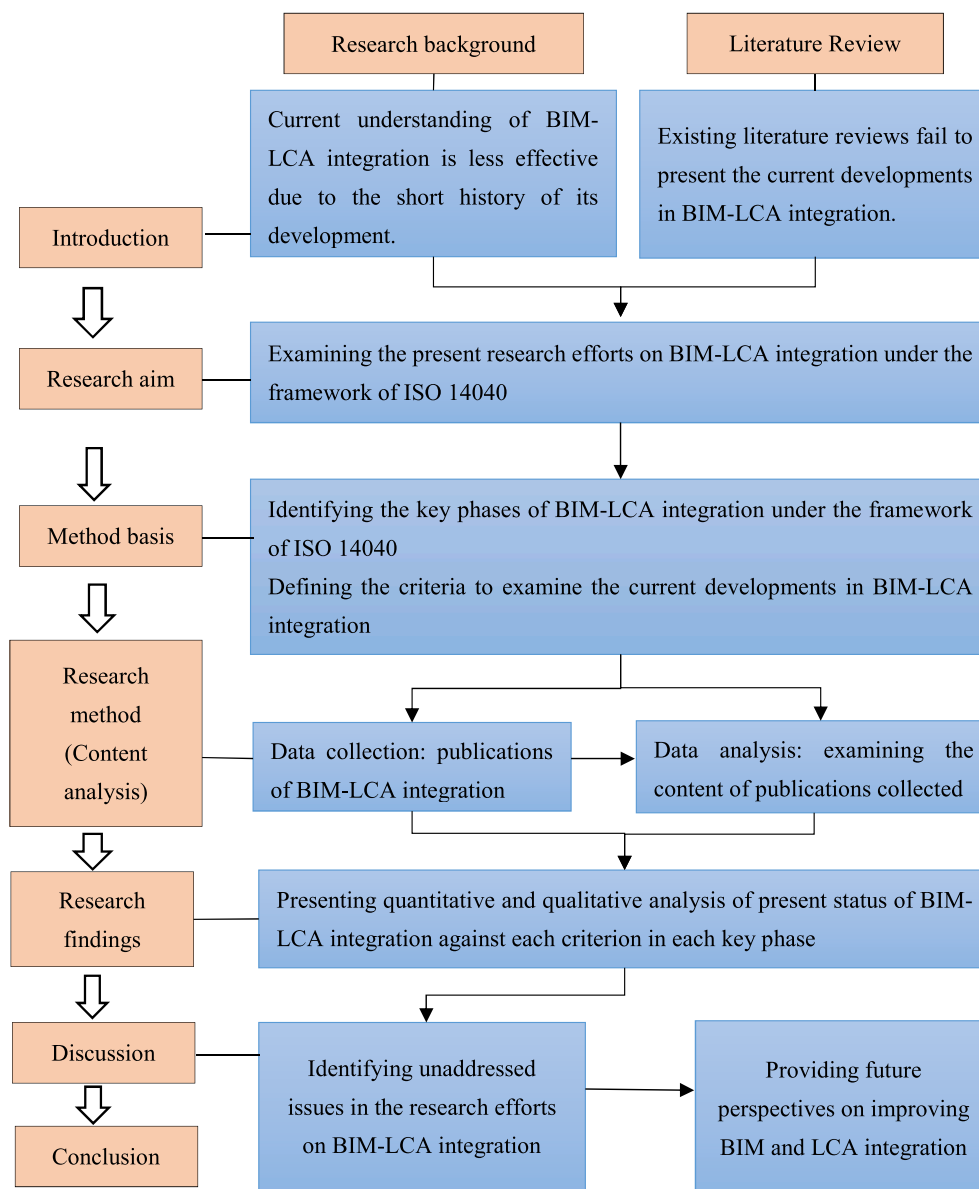 Research background
Literature Review
Current understanding of BIM-
LCA integration is less effective
due to the short history of its
development.
Existing literature reviews fail to
present the current developments
in BIM-LCA integration.
Introduction
Research aim
Examining the present research efforts on BIM-LCA integration under the
framework of ISO 14040
Method basis
Identifying the key phases of BIM-LCA integration under the framework
of ISO 14040
Defining the criteria to examine the current developments in BIM-LCA
integration
Research
method
(Content
analysis)
Data collection: publications
of BIM-LCA integration
Data analysis: examining the
content of publications collected
Research
findings
Presenting quantitative and qualitative analysis of present status of BIM-
LCA integration against each criterion in each key phase
Discussion
Identifying unaddressed
issues in the research efforts
on BIM-LCA integration
Providing future
perspectives on improving
BIM and LCA integration
Conclusion